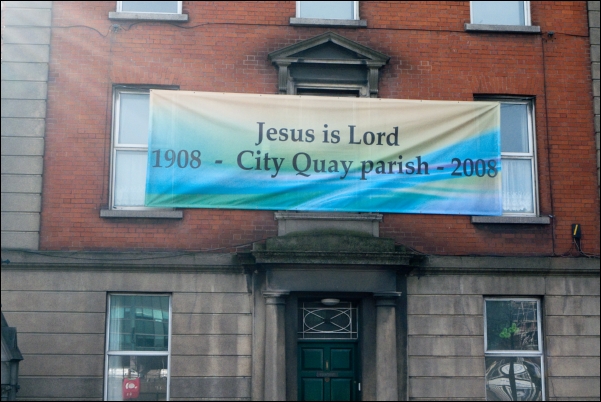 Jesus is Lord
1908 - City Quay parish - 2008